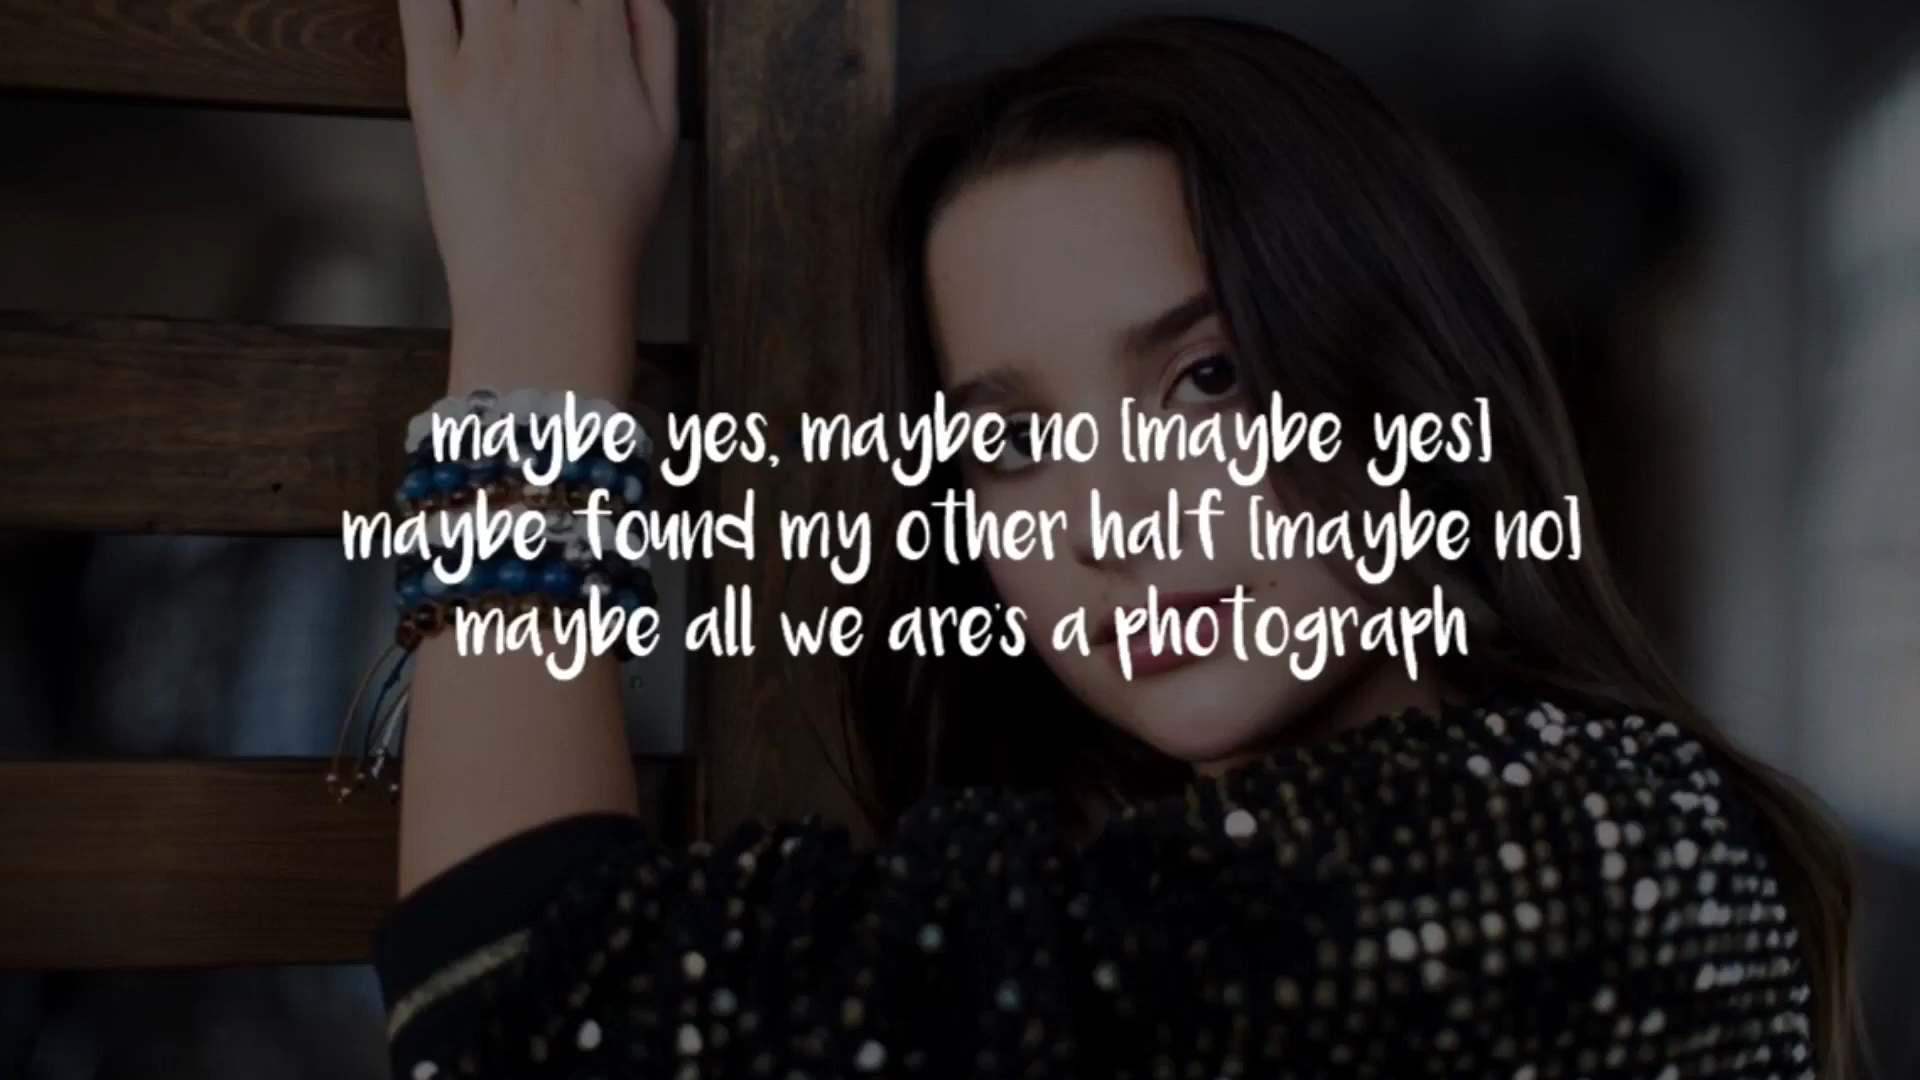 maybe yes, maybe no [maybe yes]
maybe found my other half [maybe no]
maybe all we are's a photograph